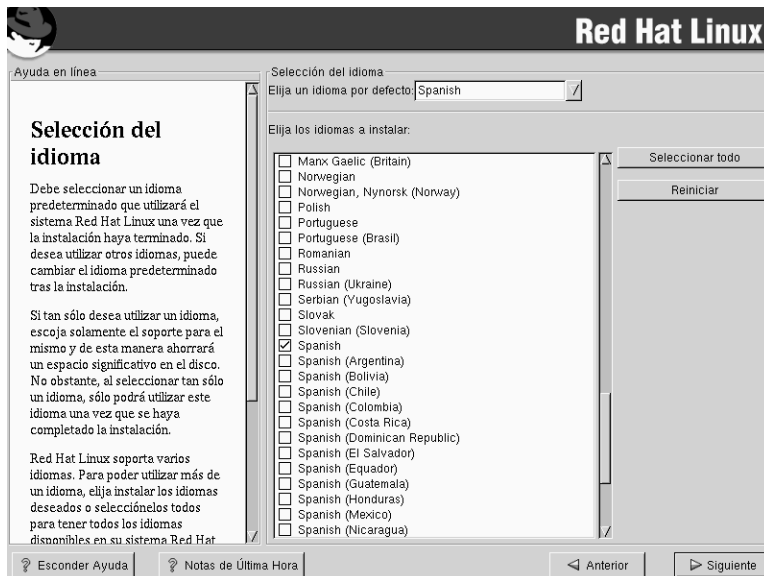 Red Hat Linux
Ayuda en línea
Selección del
idioma
Debe seleccionar un idioma
predeterminado que utilizará el
sistema Red Hat Linux una vez que
la instalación haya terminado. Si
desea utilizar otros idiomas, puede
cambiar el idioma predeterminado
tras la instalación.
Si tan sólo desea utilizar un idioma,
escoja solamente el soporte para el
mismo y de esta manera ahorrará
un espacio significativo en el disco.
No obstante, al seleccionar tan sólo
un idioma, sólo podrá utilizar este
idioma una vez que se haya
completado la instalación.
Red Hat Linux soporta varios
idiomas. Para poder utilizar más de
un idioma, elija instalar los idiomas
deseados o selecciónelos todos
para tener todos los idiomas
disponibles en su sistema Red Hat
Selección del idioma
Elija un idioma por defecto: Spanish
Elija los idiomas a instalar:
Manx Gaelic (Britain)
Norwegian
Norwegian, Nynorsk (Norway)
Polish
Portuguese
Portuguese (Brasil)
Romanian
Russian
Russian (Ukraine)
Serbian (Yugoslavia)
Slovak
Slovenian (Slovenia)
Spanish
Spanish (Argentina)
Spanish (Bolivia)
Spanish (Chile)
Spanish (Colombia)
Spanish (Costa Rica)
Spanish (Dominican Republic)
Spanish (El Salvador)
Spanish (Equador)
Spanish (Guatemala)
Spanish (Honduras)
Spanish (Mexico)
Spanish (Nicaragua)
Seleccionar todo
Reiniciar
Esconder Ayuda
Notas de Última Hora
Anterior
Siguiente